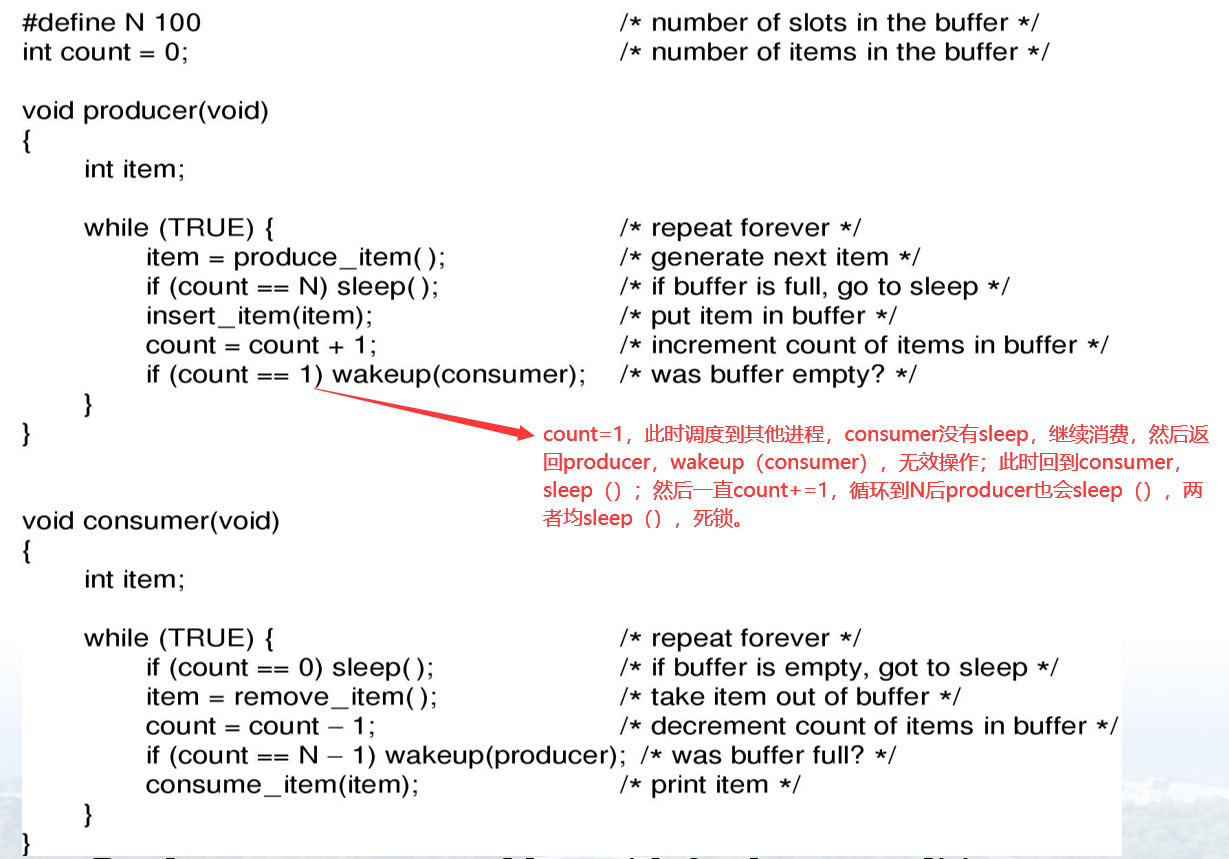 #define N 100 /* number of slots in the buffer */
int count = 0; /* number of items in the buffer */
void producer(void)
{
int item;
while (TRUE) { /* repeat forever */
item = produce_item( ); /* generate next item */
if (count == N) sleep( ); /* if buffer is full, go to sleep */
insert_item(item); /* put item in buffer */
count = count + 1; /* increment count of items in buffer */
if (count == 1) wakeup(consumer); /* was buffer empty? */
}
}
count=1，此时调度到其他进程，consumer没有sleep，继续消费，然后返
回producer，wakeup（consumer），无效操作；此时回到consumer，
sleep（）；然后一直count+=1，循环到N后producer也会sleep（），两
者均sleep（），死锁。
void consumer(void)
{
int item;
while (TRUE) { /* repeat forever */
if (count == 0) sleep( ); /* if buffer is empty, got to sleep */
item = remove_item( ); /* take item out of buffer */
count = count – 1; /* decrement count of items in buffer */
if (count == N – 1) wakeup(producer); /* was buffer full? */
consume_item(item); /* print item */
}
}